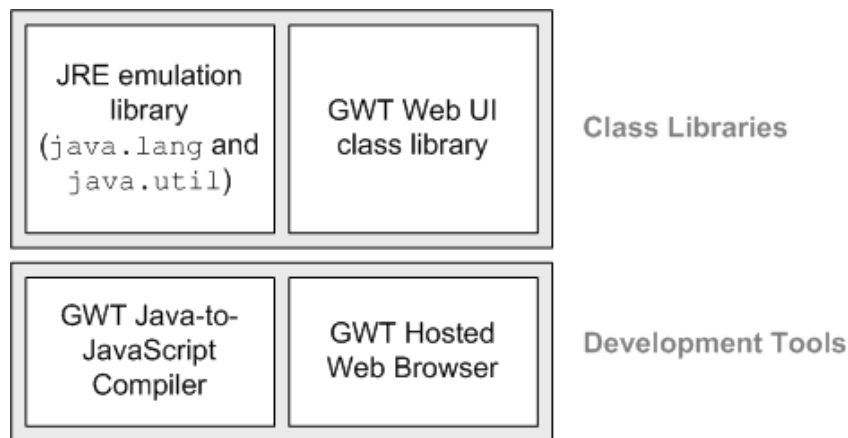 JRE emulation
library
(java.lang and
java.util)
GWT Web UI
class library
Class Libraries
GWT Java-to-
JavaScript
Compiler
GWT Hosted
Web Browser
Development Tools